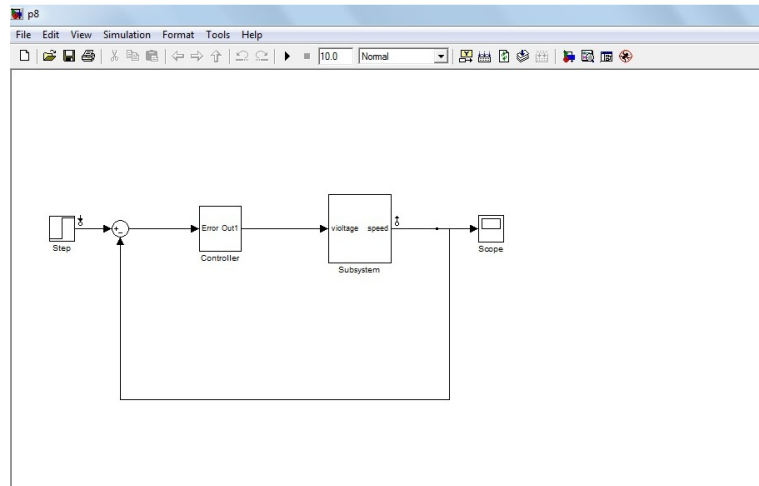 p8
File Edit View Simulation Format Tools Help
10.0 Normal
Step
Error Out1
Controller
violtage speed
Subsystem
Scope